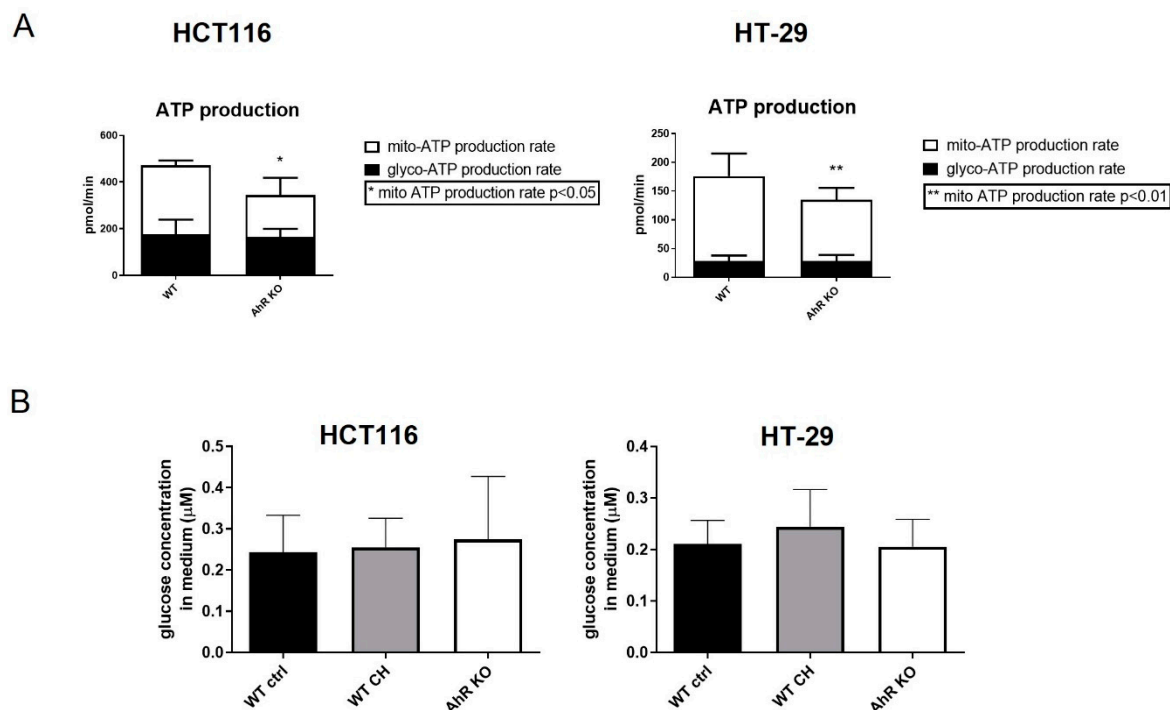 A
HCT116
ATP production
600
400
200
0
pmol/min
WT
AhR KO
*
mito-ATP production rate
glyco-ATP production rate
* mito ATP production rate p<0.05
HT-29
ATP production
250
200
150
100
50
0
pmol/min
WT
AhR KO
**
mito-ATP production rate
glyco-ATP production rate
** mito ATP production rate p<0.01
B
HCT116
0.5
0.4
0.3
0.2
0.1
0.0
glucose concentration
in medium (μM)
WT ctrl
WT CH
AhR KO
HT-29
0.4
0.3
0.2
0.1
0.0
glucose concentration
in medium (μM)
WT ctrl
WT CH
AhR KO